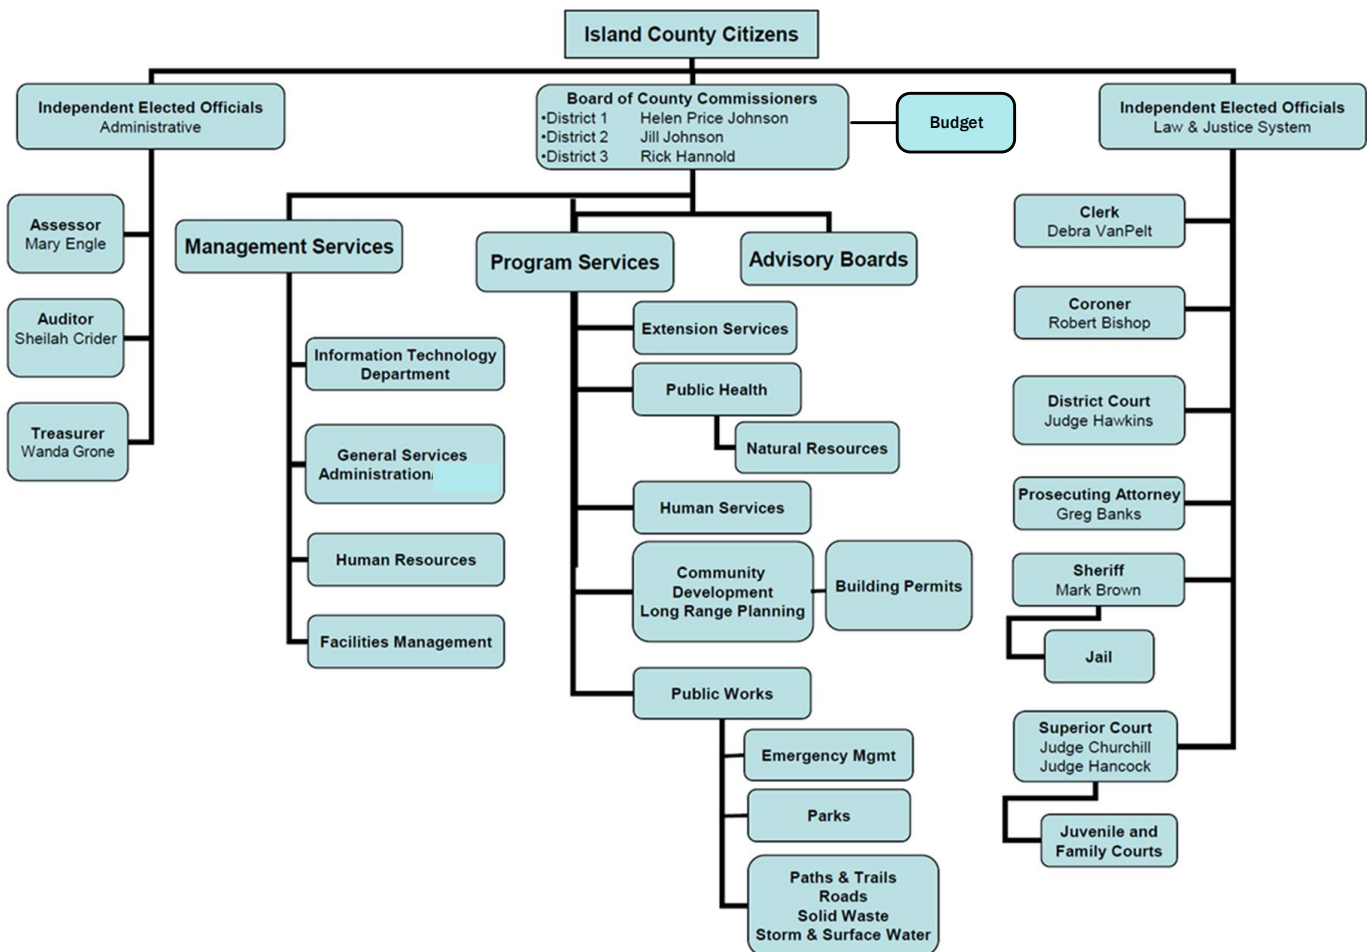 Island County Citizens
Independent Elected Officials
Administrative
Board of County Commissioners
•District 1 Helen Price Johnson
•District 2 Jill Johnson
•District 3 Rick Hannold
Budget
Independent Elected Officials
Law & Justice System
Assessor
Mary Engle
Auditor
Sheilah Crider
Treasurer
Wanda Grone
Management Services
Information Technology
Department
General Services
Administration/
Human Resources
Facilities Management
Program Services
Extension Services
Public Health
Natural Resources
Human Services
Community
Development
Long Range Planning
Building Permits
Public Works
Emergency Mgmt
Parks
Paths & Trails
Roads
Solid Waste
Storm & Surface Water
Advisory Boards
Clerk
Debra VanPelt
Coroner
Robert Bishop
District Court
Judge Hawkins
Prosecuting Attorney
Greg Banks
Sheriff
Mark Brown
Jail
Superior Court
Judge Churchill
Judge Hancock
Juvenile and
Family Courts